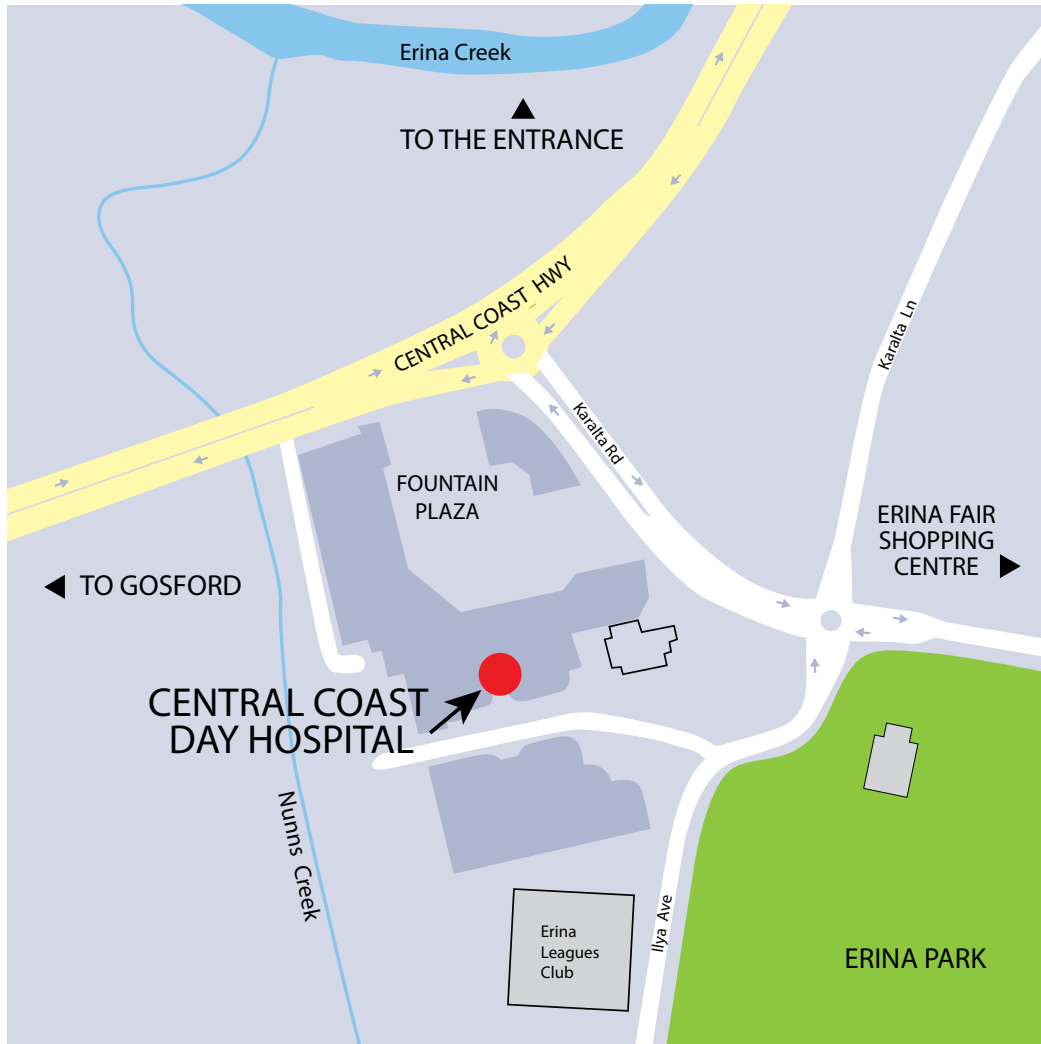 Erina Creek
TO THE ENTRANCE
CENTRAL COAST HWY
Karalta Ln
Karalta Rd
FOUNTAIN
PLAZA
ERINA FAIR
SHOPPING
CENTRE
TO GOSFORD
CENTRAL COAST
DAY HOSPITAL
Nunns Creek
Ilya Ave
Erina
Leagues
Club
ERINA PARK